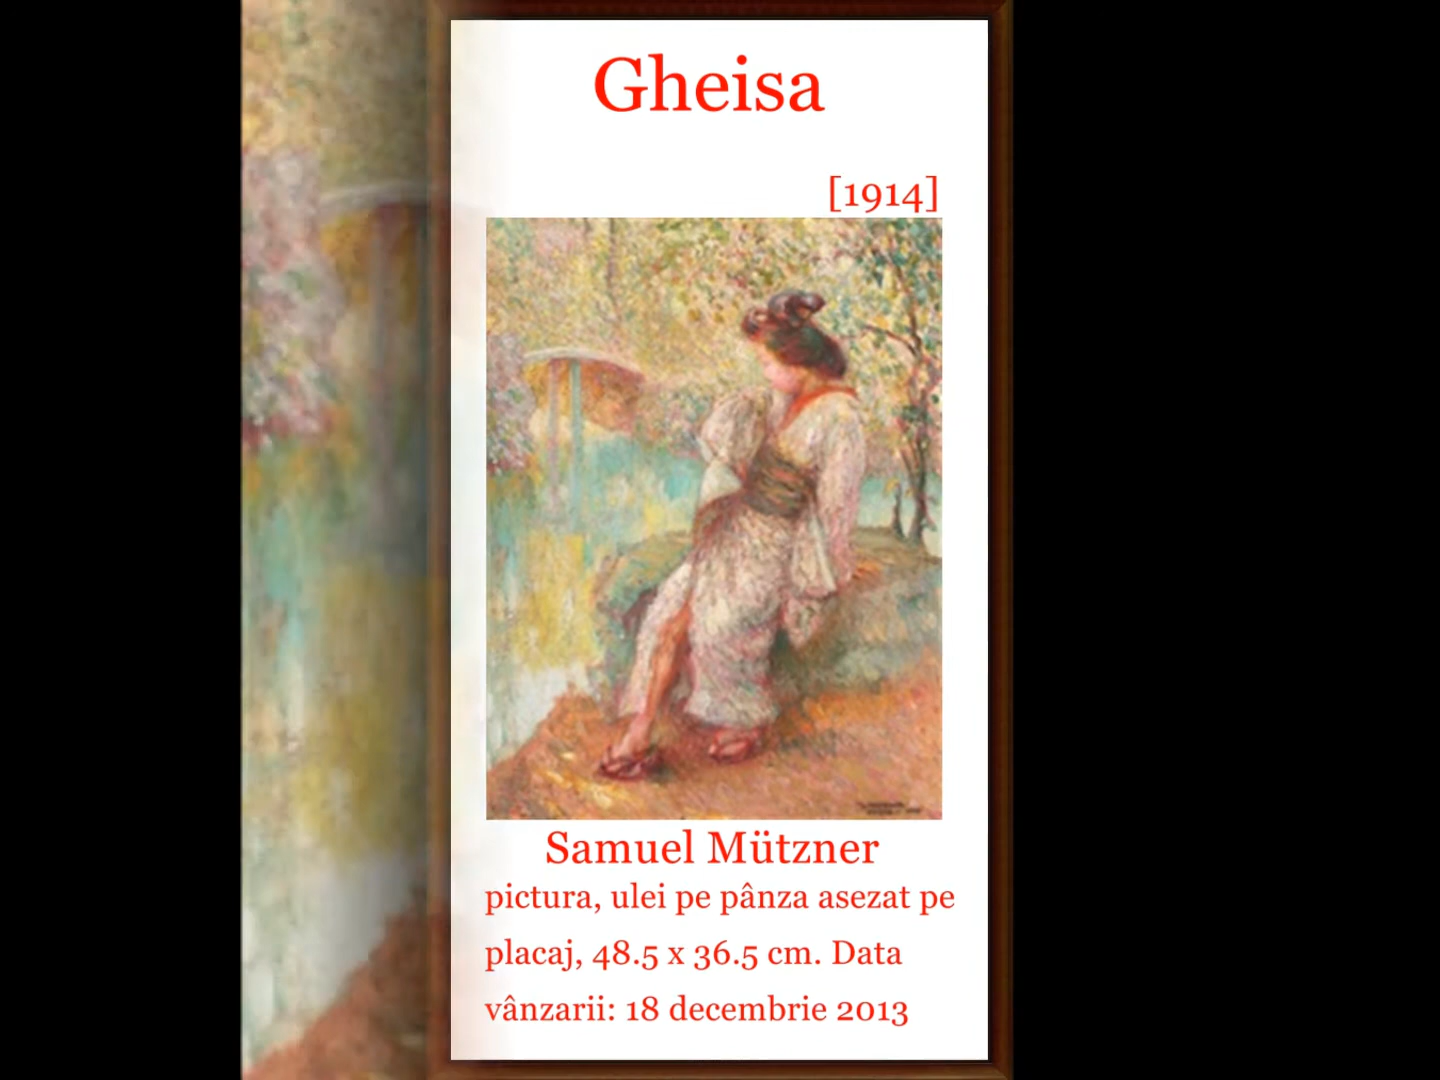 Gheisa
[1914]
Samuel Mützner
pictura, ulei pe pânza asezat pe
placaj, 48.5 x 36.5 cm. Data
vânzarii: 18 decembrie 2013